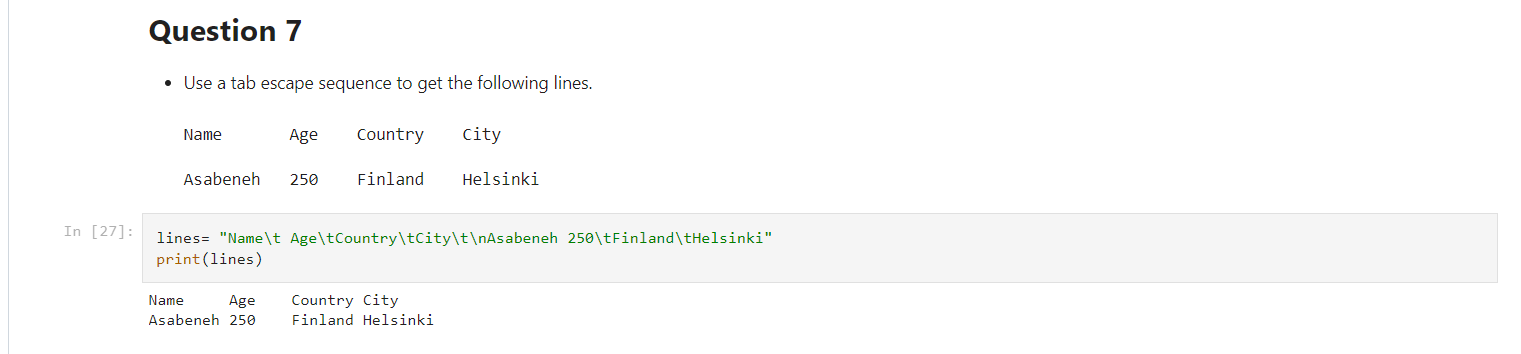 Question 7
• Use a tab escape sequence to get the following lines.
Name Age Country City
Asabeneh 250 Finland Helsinki
In [27]:
lines= "Name\t Age\tCountry\tCity\t\nAsabeneh 250\tFinland\tHelsinki"
print(lines)
Name Age Country City
Asabeneh 250 Finland Helsinki